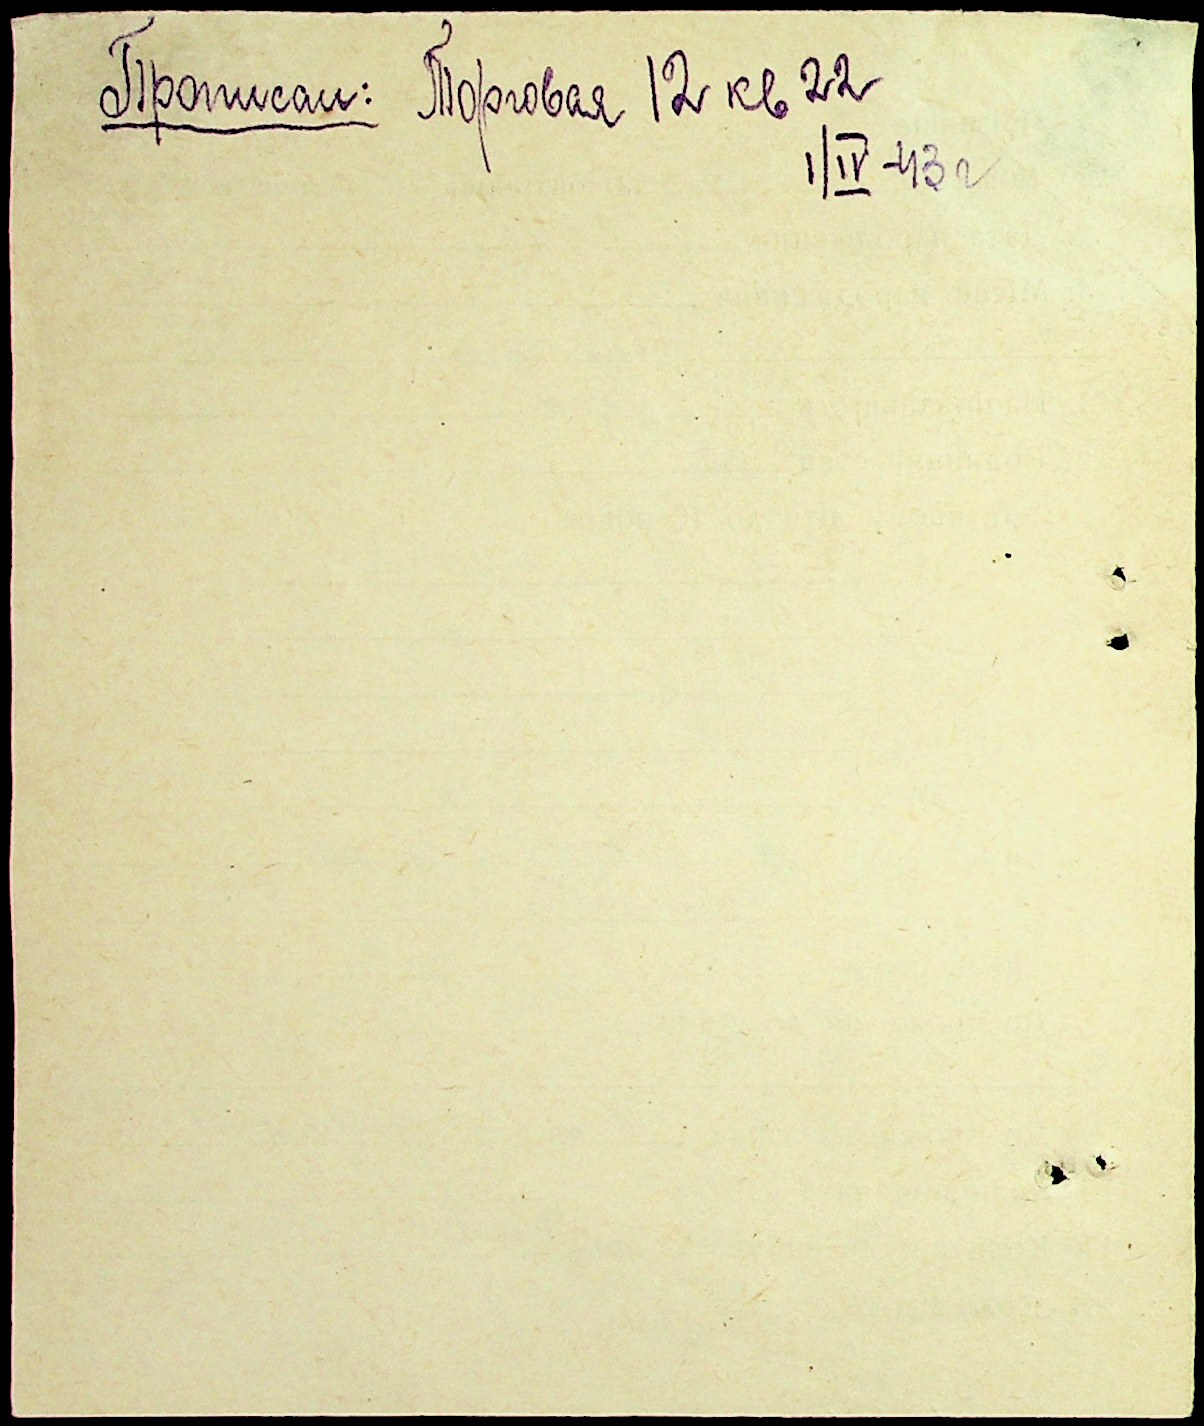 Прописан: Торговая 12 кв 22
1/IV-43 г